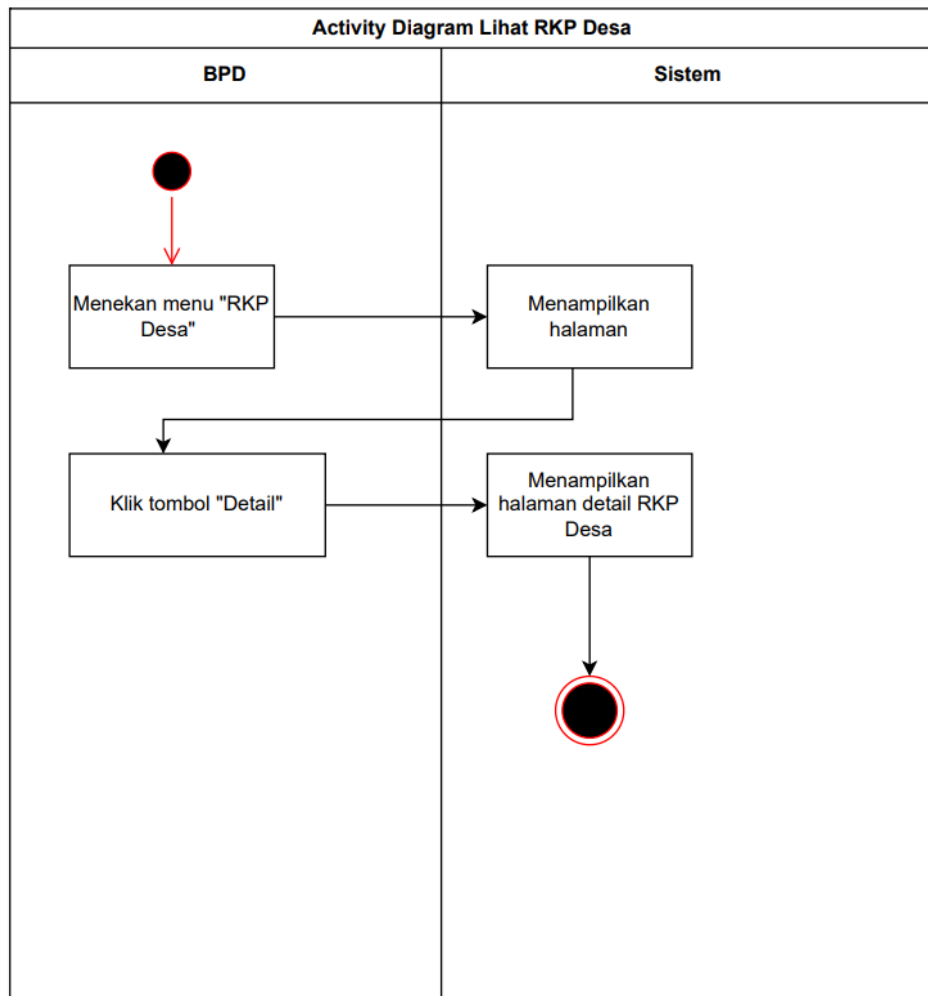 Activity Diagram Lihat RKP Desa
BPD
Sistem
Menekan menu "RKP
Desa"
Menampilkan
halaman
Klik tombol "Detail"
Menampilkan
halaman detail RKP
Desa